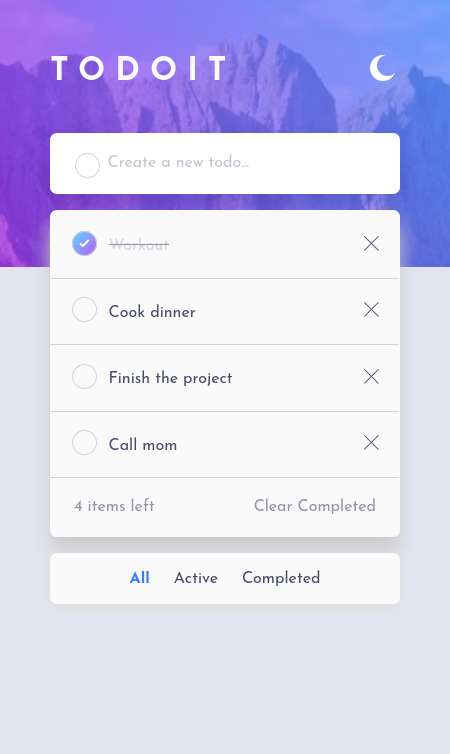 TODOIT
Create a new todo...
Workout
Cook dinner
Finish the project
Call mom
4 items left Clear Completed
All Active Completed